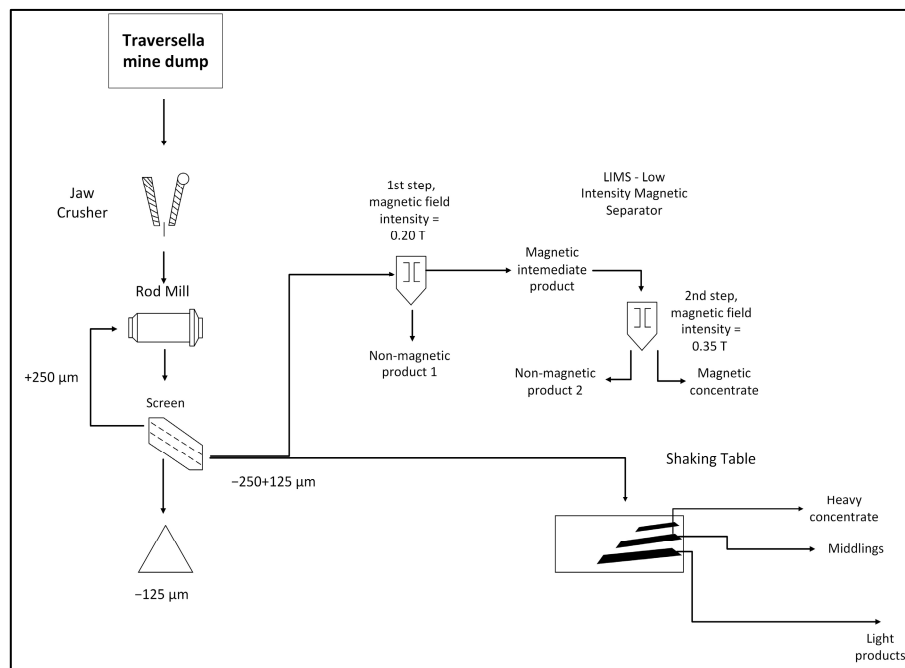 Traversella
mine dump
Jaw
Crusher
Rod Mill
+250 µm
Screen
−250+125 µm
−125 µm
1st step,
magnetic field
intensity =
0.20 T
LIMS - Low
Intensity Magnetic
Separator
Magnetic
intemediate
product
2nd step,
magnetic field
intensity =
0.35 T
Non-magnetic
product 1
Non-magnetic
product 2
Magnetic
concentrate
Shaking Table
Heavy
concentrate
Middlings
Light
products